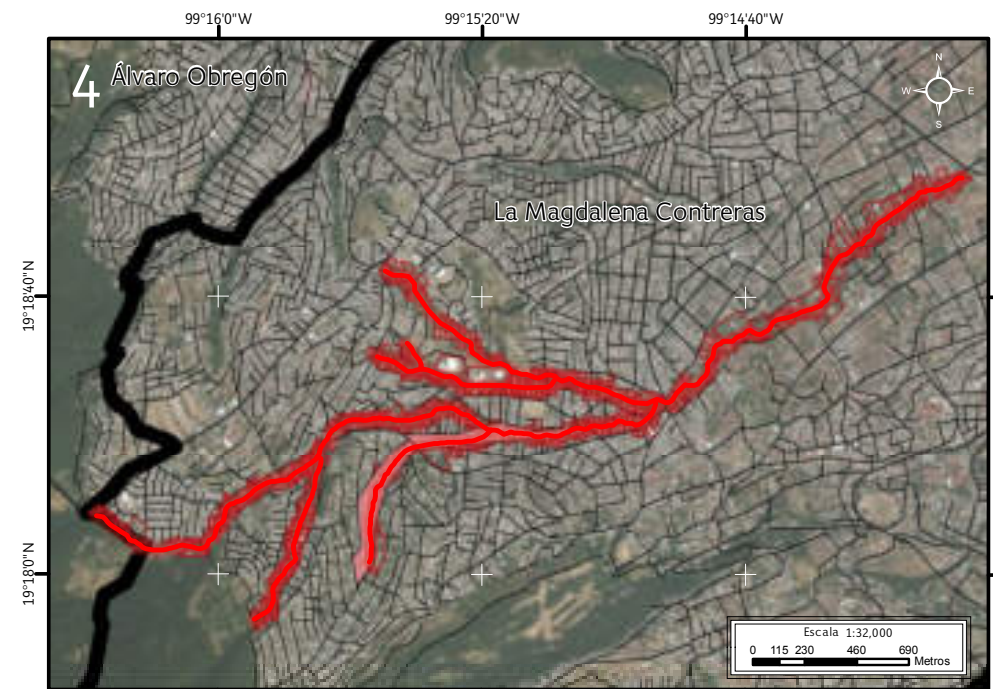 99°16'0"W 99°15'20"W 99°14'40"W
4 Álvaro Obregón
N
W E
S
La Magdalena Contreras
19°18'40"N
19°18'0"N
Escala 1:32,000
0 115 230 460 690
Metros